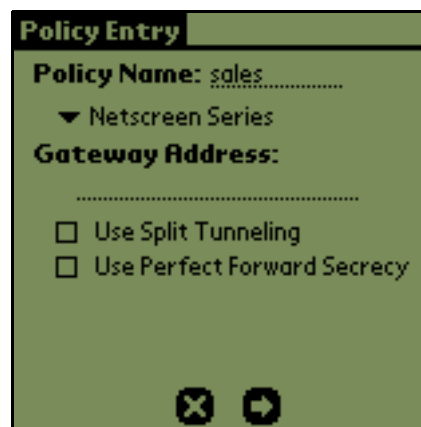 Policy Entry
Policy Name: sales
Netscreen Series
Gateway Address:
Use Split Tunneling
Use Perfect Forward Secrecy